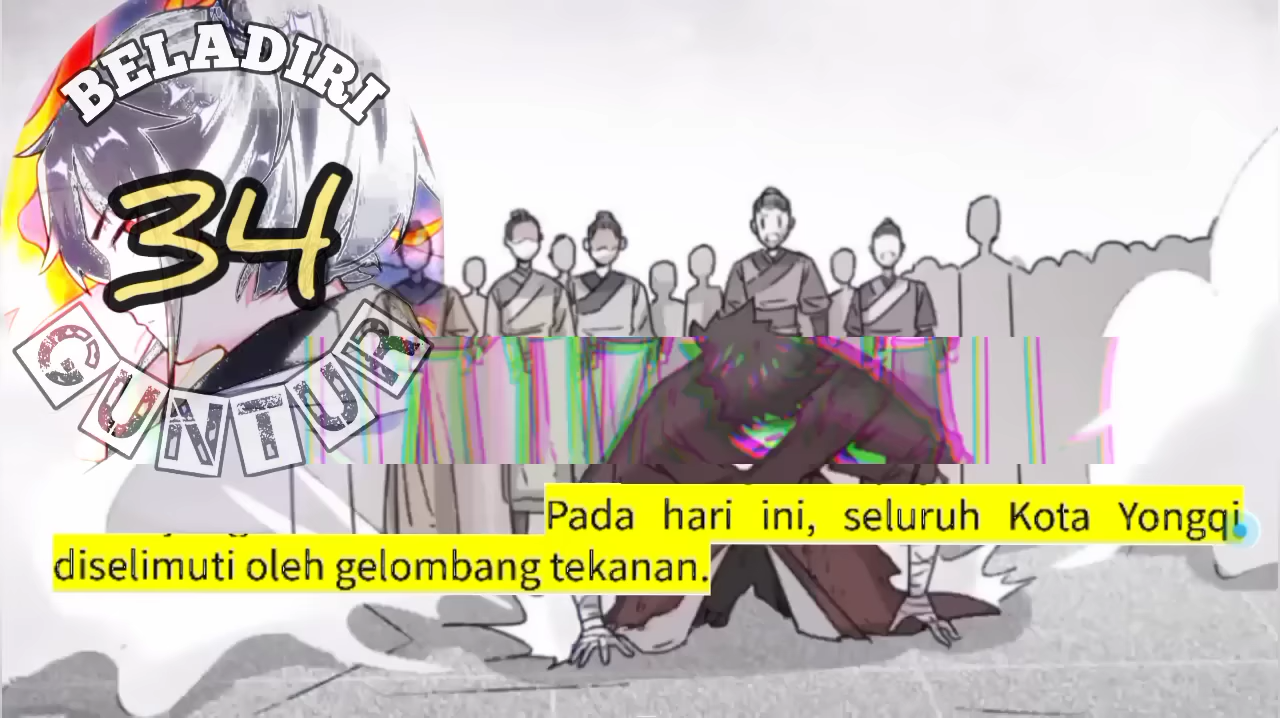 BELADIRI
34
GUNTUR
Pada hari ini, seluruh Kota Yongqi
diselimuti oleh gelombang tekanan.